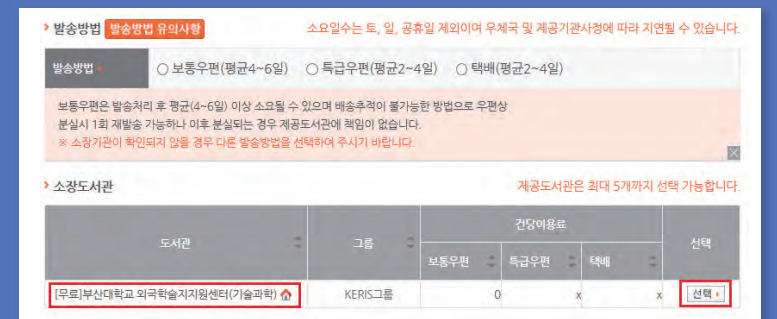 발송방법 발송방법 유의사항 소요일수는 토, 일, 공휴일 제외이며 우체국 및 제공기관사정에 따라 지연될 수 있습니다.
발송방법 ○ 보통우편(평균4~6일) ○ 특급우편(평균2~4일) ○ 택배(평균2~4일)
보통우편은 발송처리 후 평균(4~6일) 이상 소요될 수 있으며 배송추적이 불가능한 방법으로 우편상
분실시 1회 재발송 가능하나 이후 분실되는 경우 제공도서관에 책임이 없습니다.
※ 소장기관이 확인되지 않을 경우 다른 발송방법을 선택하여 주시기 바랍니다.
소장도서관 제공도서관은 최대 5개까지 선택 가능합니다.
도서관 그룹 건당이용료 선택
보통우편 특급우편 택배
[무료]부산대학교 외국학술지지원센터(기술과학) KERIS그룹 0 x x 선택